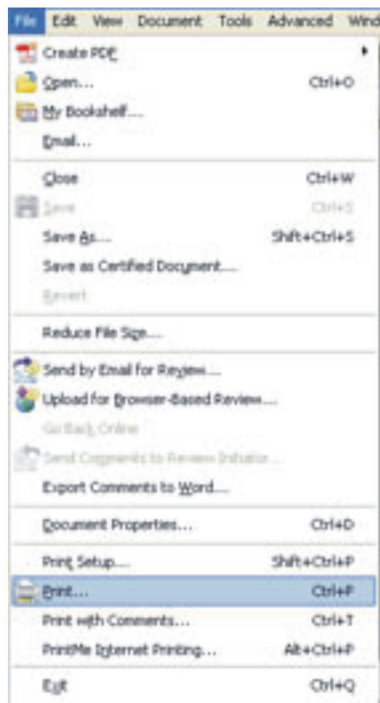 File Edit View Document Tools Advanced Wind
Create PDF
Open... Ctrl+O
My Bookshelf...
Email...
Close Ctrl+W
Save Ctrl+S
Save As... Shift+Ctrl+S
Save as Certified Document...
Revert
Reduce File Size...
Send by Email for Review...
Upload for Browser-Based Review...
Go Back Online
Send Comments to Review Initiator...
Export Comments to Word...
Document Properties... Ctrl+D
Print Setup... Shift+Ctrl+P
Print... Ctrl+P
Print with Comments... Ctrl+T
PrintMe Internet Printing... Alt+Ctrl+P
Exit Ctrl+Q